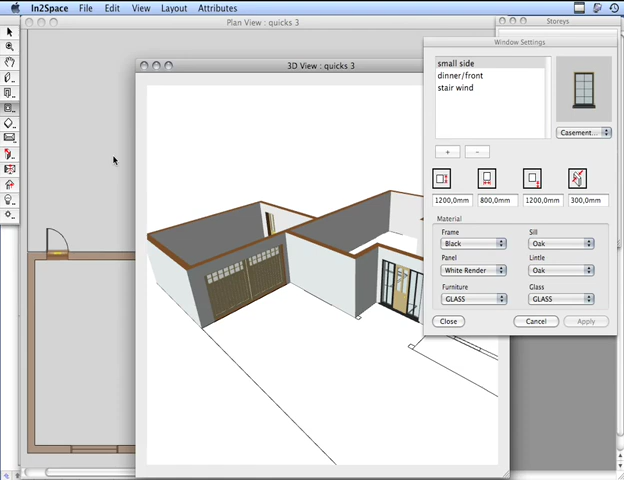 In2Space File Edit View Layout Attributes
Plan View : quicks 3
Storeys
Window Settings
3D View : quicks 3
small side
dinner/front
stair wind
Casement...
+ -
1200,0mm 800,0mm 1200,0mm 300,0mm
Material
Frame Sill
Black Oak
Panel Lintle
White Render Oak
Furniture Glass
GLASS GLASS
Close Cancel Apply